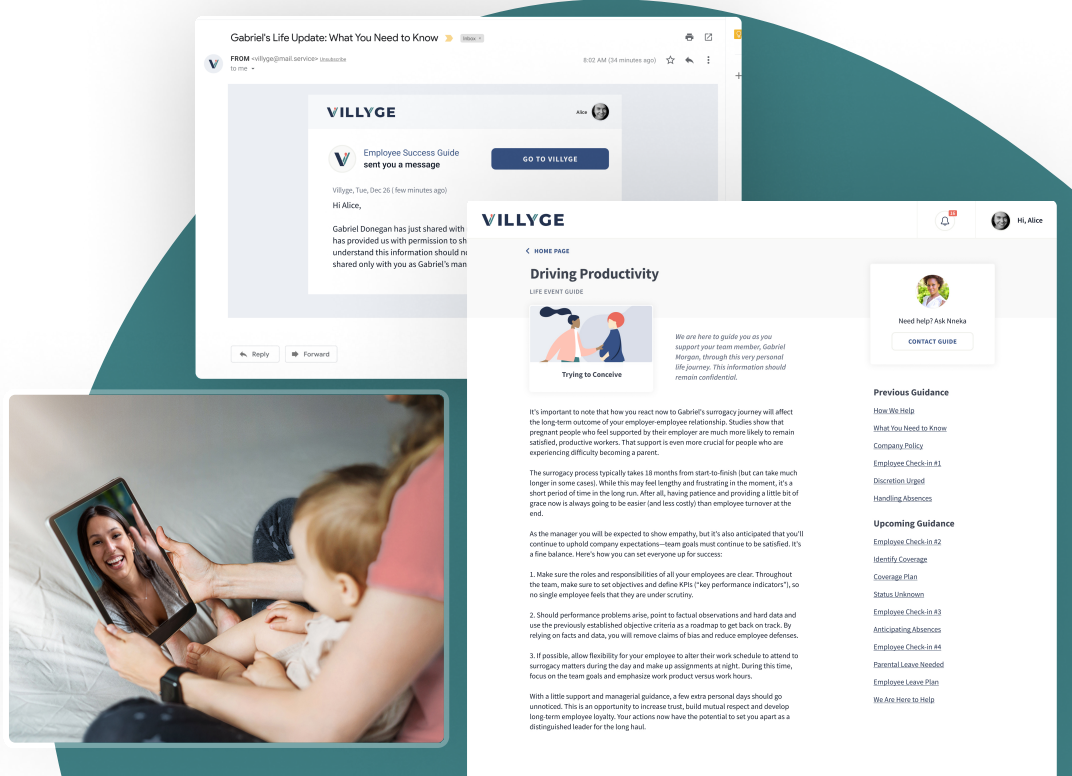 Gabriel's Life Update: What You Need to Know
Inbox ×
FROM <villyge@mail.service> Unsubscribe
to me
8:02 AM (34 minutes ago)
VILLYGE
Alice
Employee Success Guide
sent you a message
GO TO VILLYGE
Villyge, Tue, Dec 26 ( few minutes ago)
Hi Alice,
Gabriel Donegan has just shared with
has provided us with permission to sh
understand this information should no
shared only with you as Gabriel's man
Reply
Forward
VILLYGE
Hi, Alice
HOME PAGE
Driving Productivity
LIFE EVENT GUIDE
Trying to Conceive
We are here to guide you as you
support your team member, Gabriel
Morgan, through this very personal
life journey. This information should
remain confidential.
It's important to note that how you react now to Gabriel's surrogacy journey will affect
the long-term outcome of your employer-employee relationship. Studies show that
pregnant people who feel supported by their employer are much more likely to remain
satisfied, productive workers. That support is even more crucial for people who are
experiencing difficulty becoming a parent.
The surrogacy process typically takes 18 months from start-to-finish (but can take much
longer in some cases). While this may feel lengthy and frustrating in the moment, it's a
short period of time in the long run. After all, having patience and providing a little bit of
grace now is always going to be easier (and less costly) than employee turnover at the
end.
As the manager you will be expected to show empathy, but it's also anticipated that you'll
continue to uphold company expectations—team goals must continue to be satisfied. It's
a fine balance. Here's how you can set everyone up for success:
1. Make sure the roles and responsibilities of all your employees are clear. Throughout
the team, make sure to set objectives and define KPIs ("key performance indicators"), so
no single employee feels that they are under scrutiny.
2. Should performance problems arise, point to factual observations and hard data and
use the previously established objective criteria as a roadmap to get back on track. By
relying on facts and data, you will remove claims of bias and reduce employee defenses.
3. If possible, allow flexibility for your employee to alter their work schedule to attend to
surrogacy matters during the day and make up assignments at night. During this time,
focus on the team goals and emphasize work product versus work hours.
With a little support and managerial guidance, a few extra personal days should go
unnoticed. This is an opportunity to increase trust, build mutual respect and develop
long-term employee loyalty. Your actions now have the potential to set you apart as a
distinguished leader for the long haul.
Need help? Ask Nneka
CONTACT GUIDE
Previous Guidance
How We Help
What You Need to Know
Company Policy
Employee Check-in #1
Discretion Urged
Handling Absences
Upcoming Guidance
Employee Check-in #2
Identify Coverage
Coverage Plan
Status Unknown
Employee Check-in #3
Anticipating Absences
Employee Check-in #4
Parental Leave Needed
Employee Leave Plan
We Are Here to Help